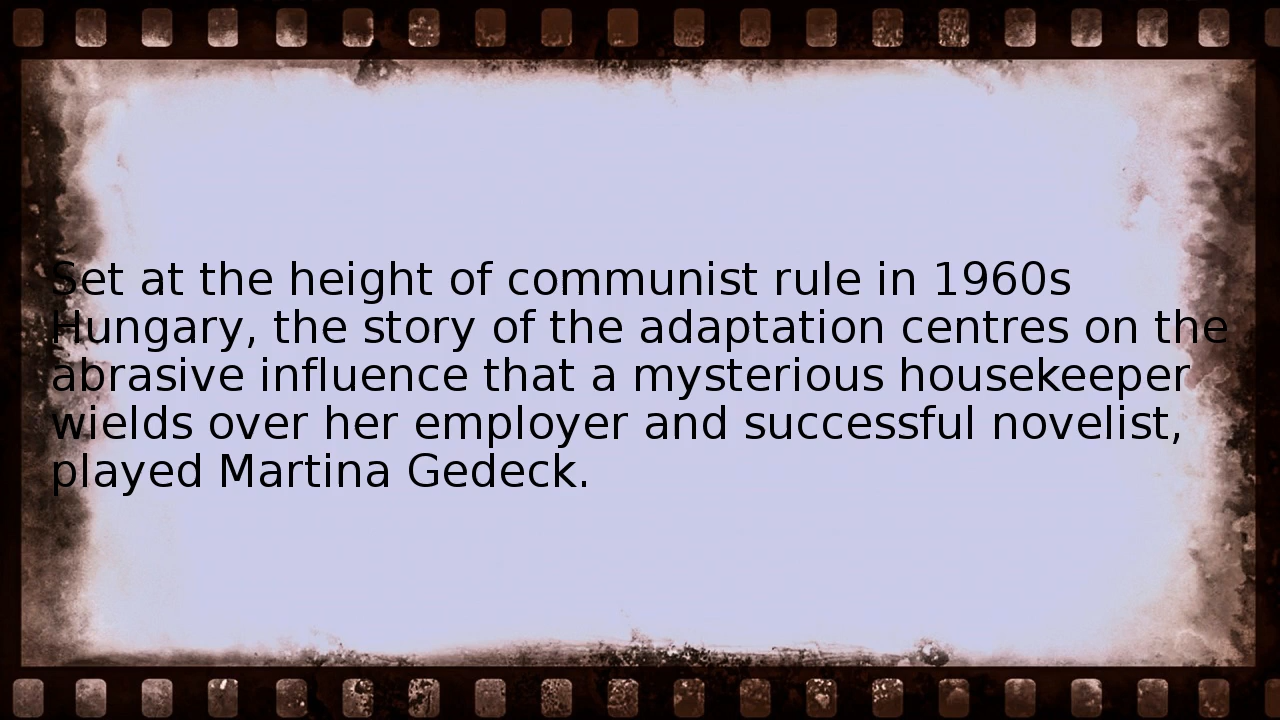 Set at the height of communist rule in 1960s
Hungary, the story of the adaptation centres on the
abrasive influence that a mysterious housekeeper
wields over her employer and successful novelist,
played Martina Gedeck.